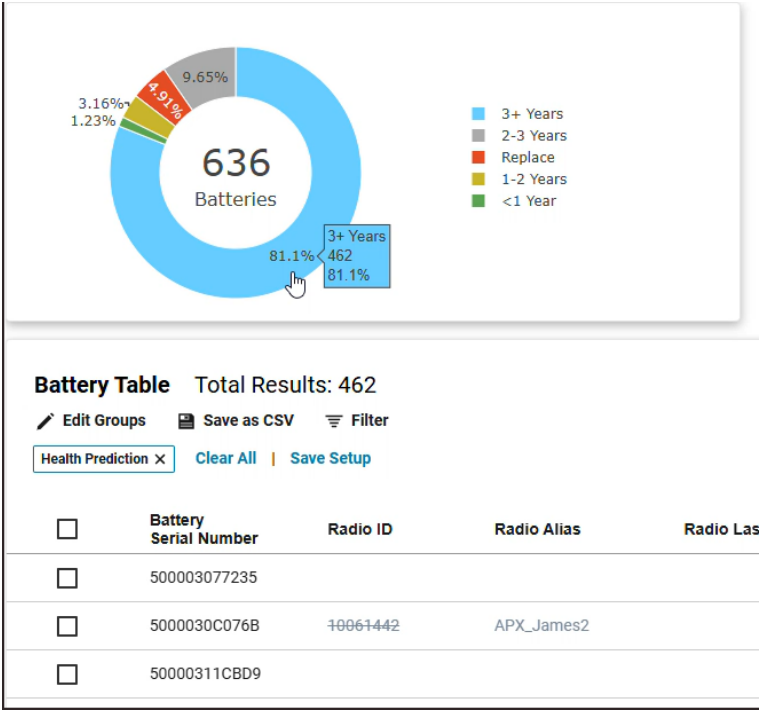 9.65%
4.91%
3.16%
1.23%
636
Batteries
81.1%
3+ Years
462
81.1%
3+ Years
2-3 Years
Replace
1-2 Years
<1 Year
Battery Table Total Results: 462
Edit Groups Save as CSV Filter
Health Prediction × Clear All | Save Setup
Battery
Serial Number Radio ID Radio Alias Radio Las
500003077235
5000030C076B 10061442 APX_James2
50000311CBD9